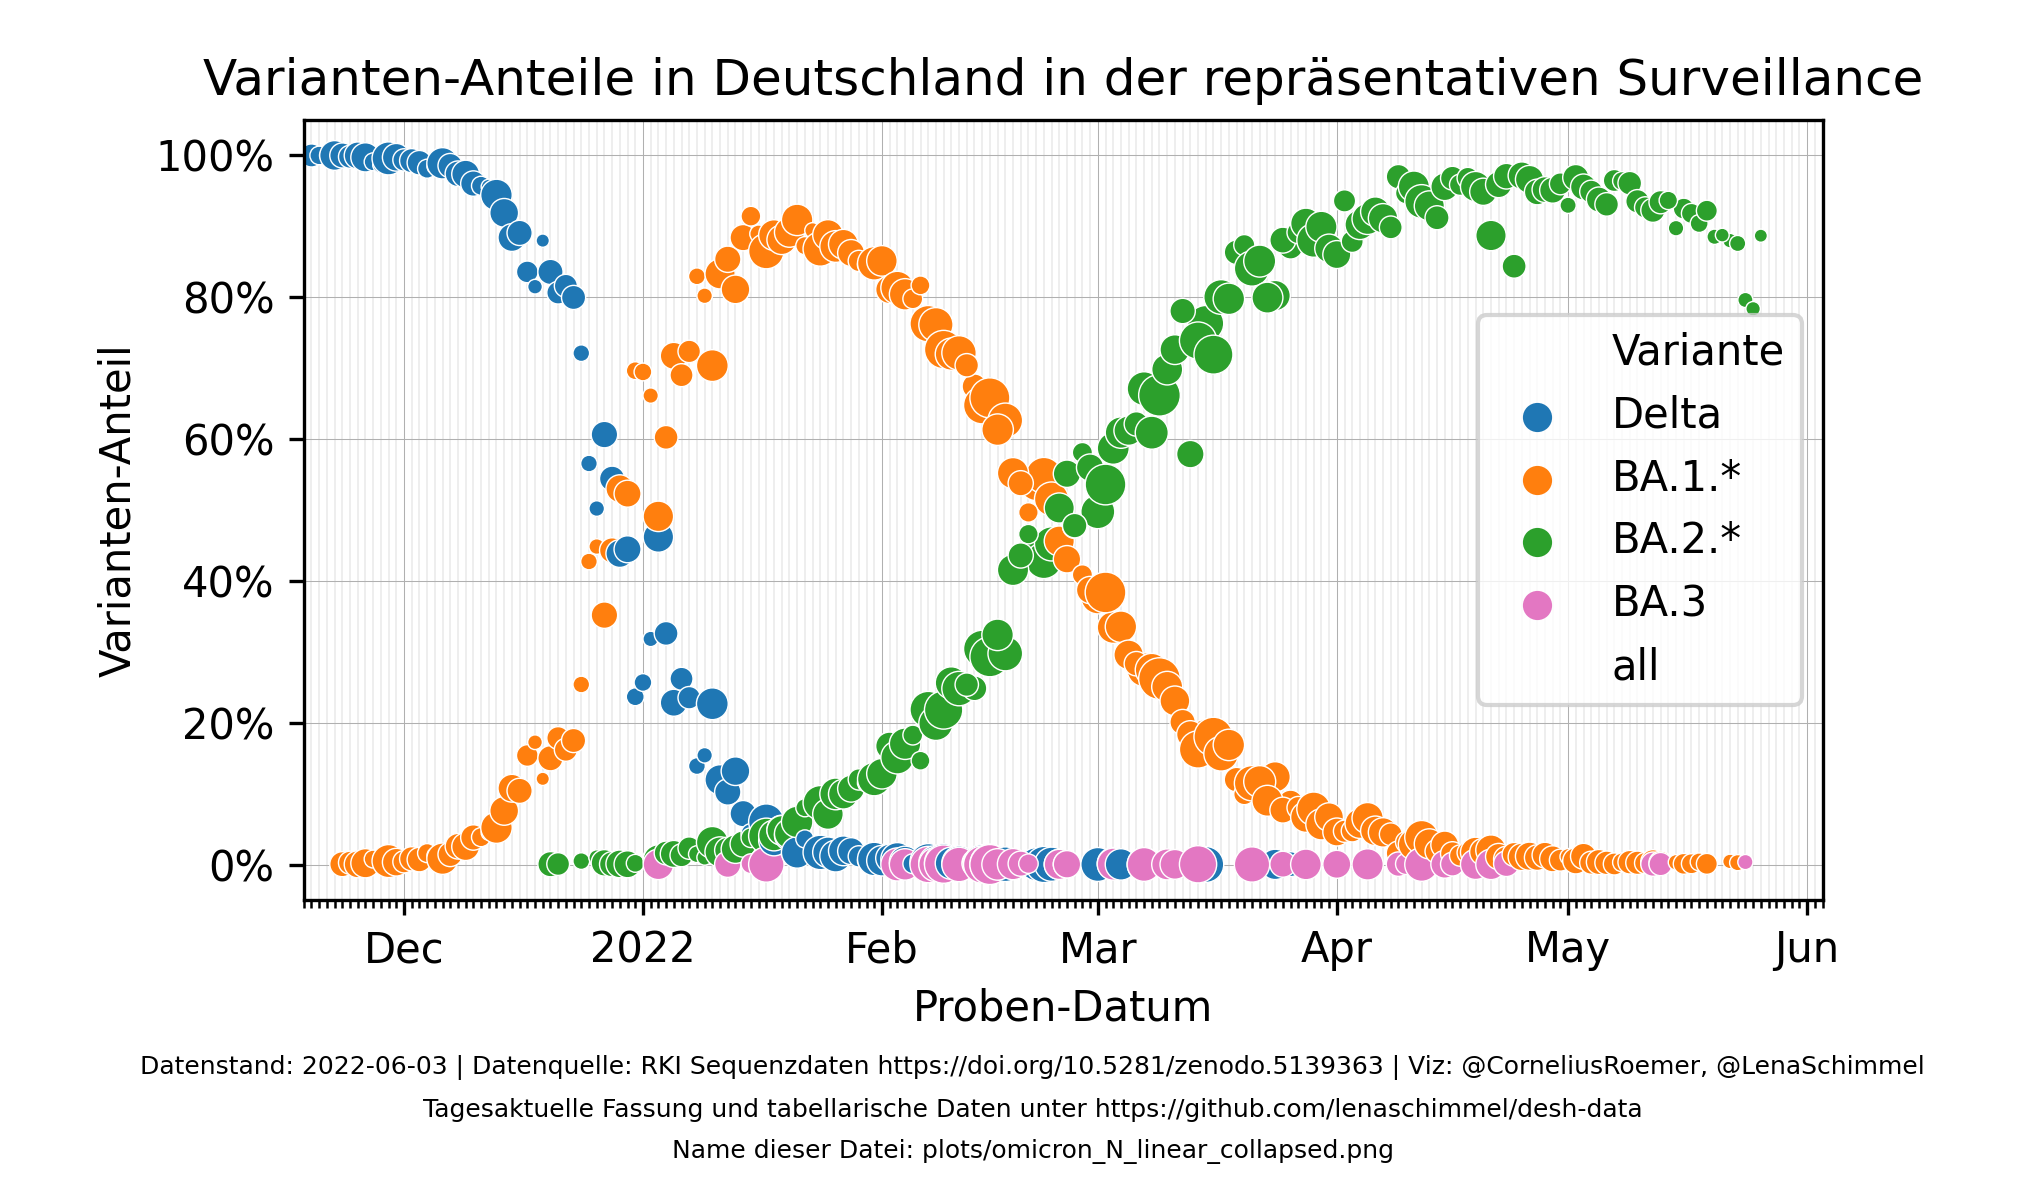 Varianten-Anteile in Deutschland in der repräsentativen Surveillance
Varianten-Anteil
100%
80%
60%
40%
20%
0%
Variante
Delta
BA.1.*
BA.2.*
BA.3
all
Dec
2022
Feb
Mar
Apr
May
Jun
Proben-Datum
Datenstand: 2022-06-03 | Datenquelle: RKI Sequenzdaten https://doi.org/10.5281/zenodo.5139363 | Viz: @CorneliusRoemer, @LenaSchimmel
Tagesaktuelle Fassung und tabellarische Daten unter https://github.com/lenaschimmel/desh-data
Name dieser Datei: plots/omicron_N_linear_collapsed.png